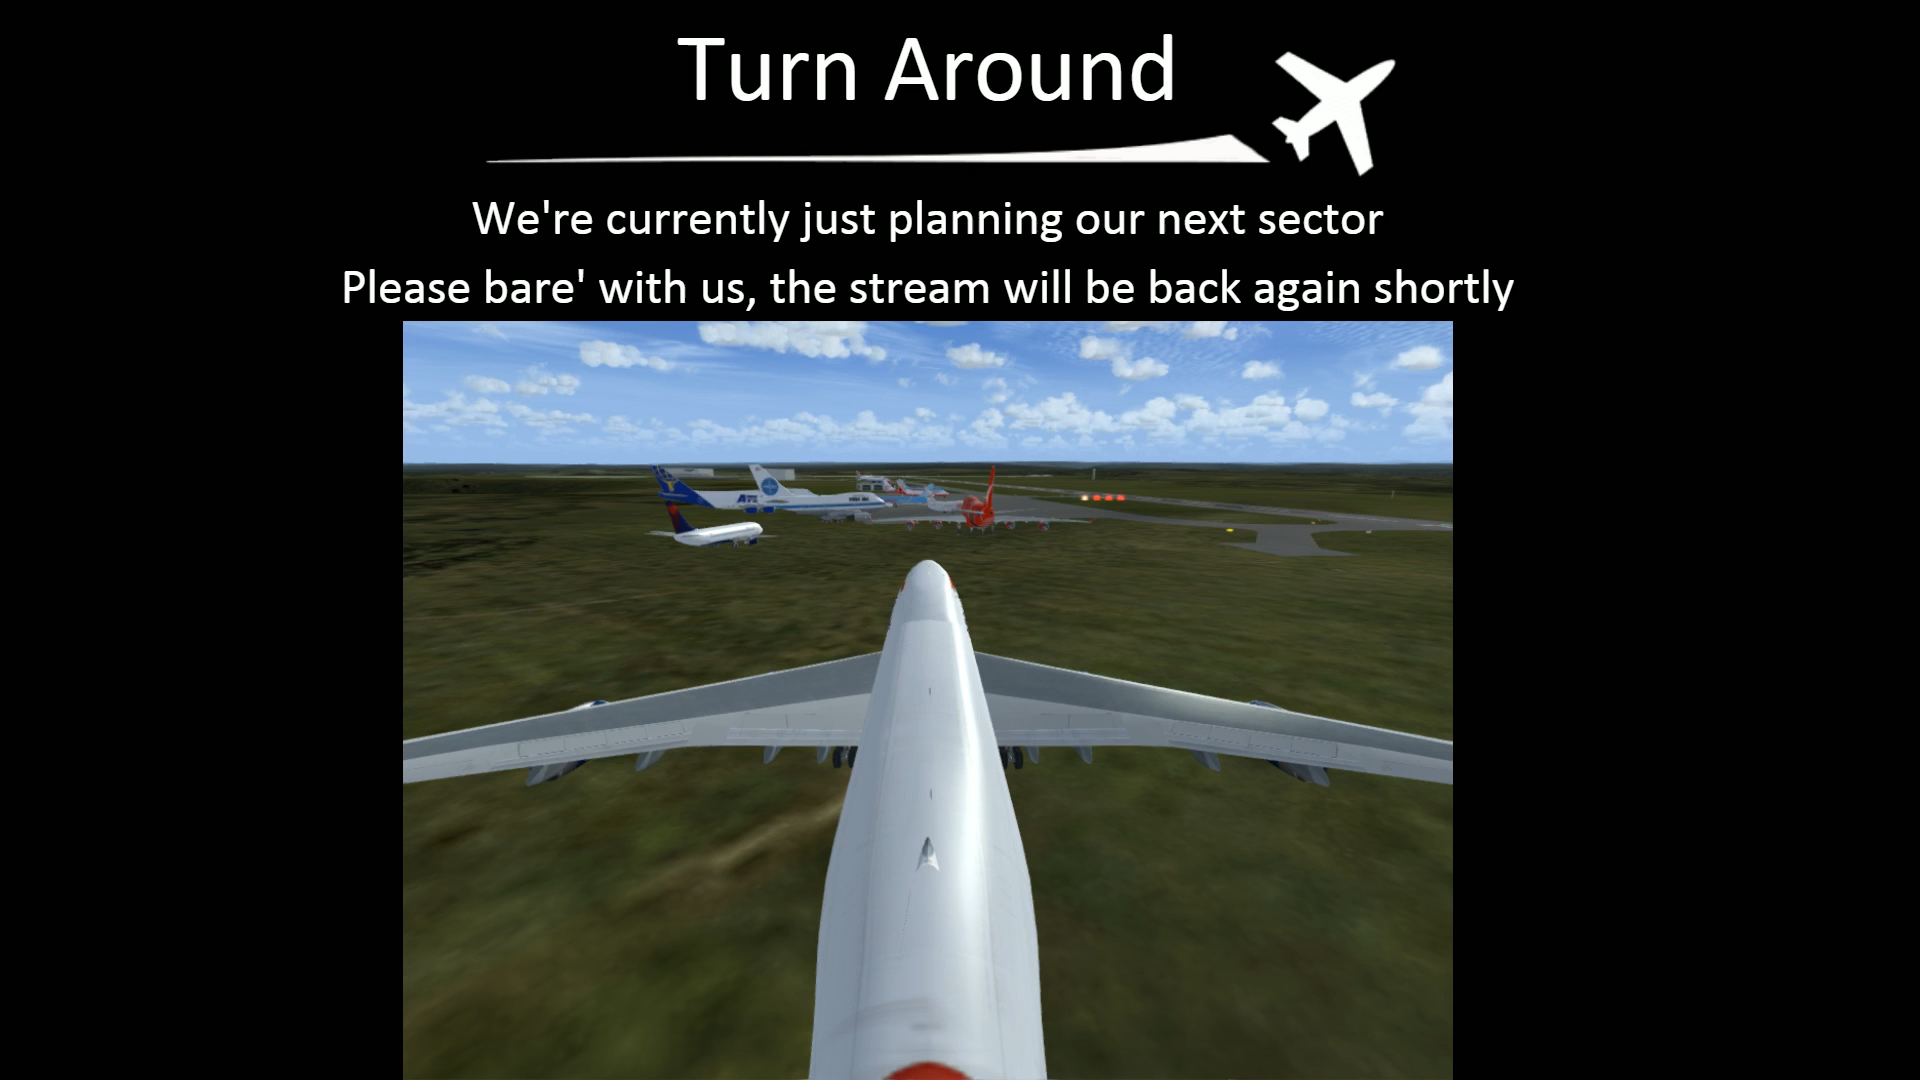 Turn Around
We're currently just planning our next sector
Please bare' with us, the stream will be back again shortly